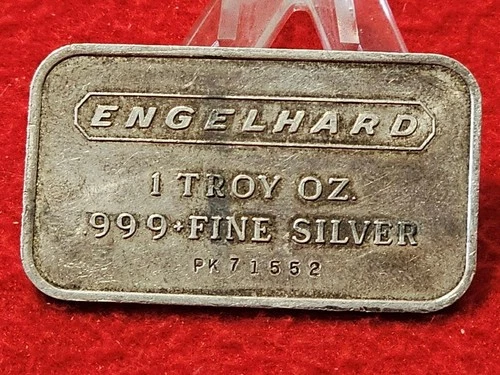 ENGELHARD
1 TROY OZ.
999+FINE SILVER
PK71552